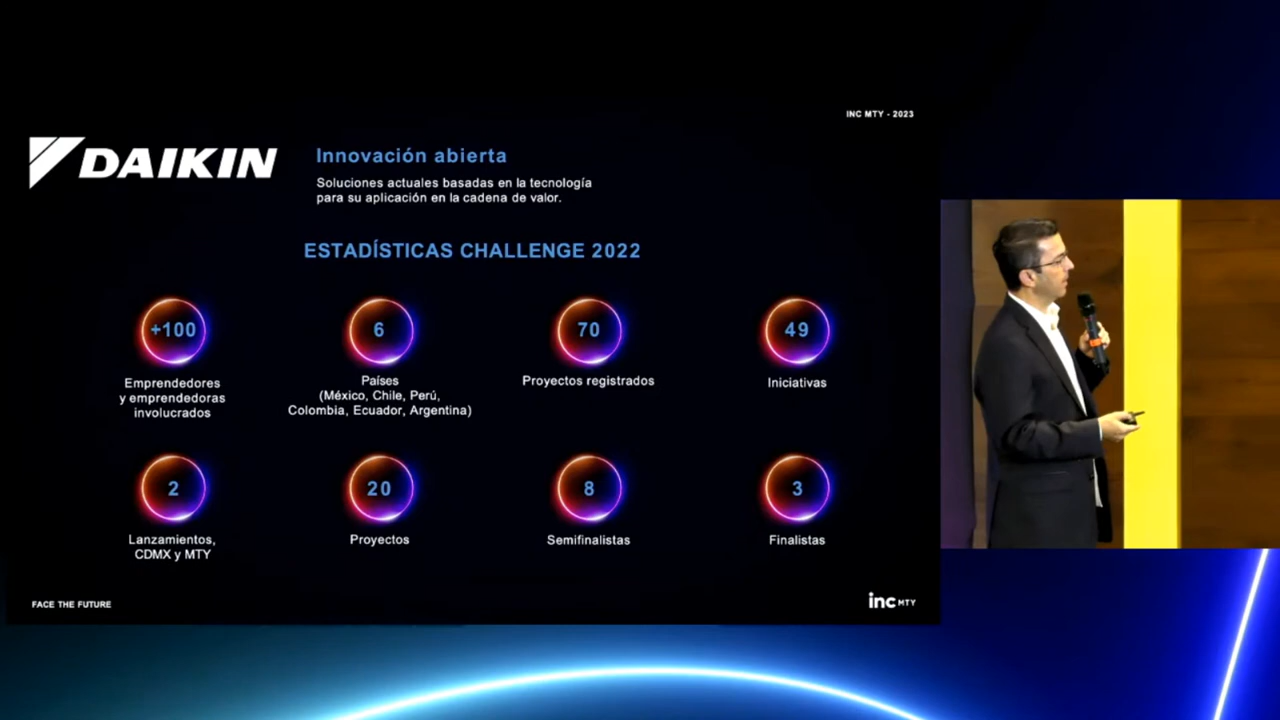 INC MTY - 2023
DAIKIN
Innovación abierta
Soluciones actuales basadas en la tecnología
para su aplicación en la cadena de valor.
ESTADÍSTICAS CHALLENGE 2022
+100
Emprendedores
y emprendedoras
involucrados
6
Países
(México, Chile, Perú,
Colombia, Ecuador, Argentina)
70
Proyectos registrados
49
Iniciativas
2
Lanzamientos,
CDMX y MTY
20
Proyectos
8
Semifinalistas
3
Finalistas
FACE THE FUTURE
inc MTY